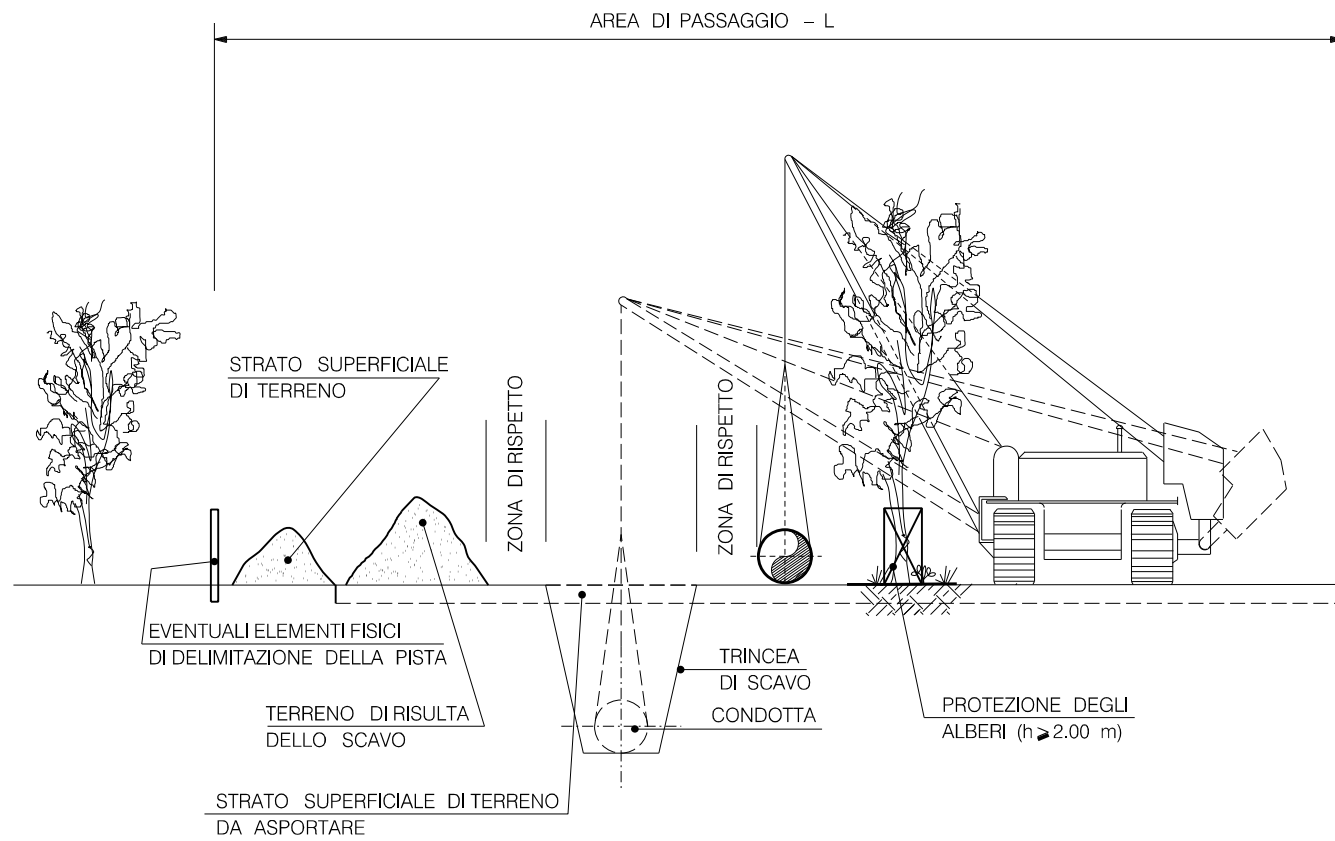 AREA DI PASSAGGIO - L
STRATO SUPERFICIALE
DI TERRENO
ZONA DI RISPETTO
ZONA DI RISPETTO
EVENTUALI ELEMENTI FISICI
DI DELIMITAZIONE DELLA PISTA
TRINCEA
DI SCAVO
TERRENO DI RISULTA
DELLO SCAVO
CONDOTTA
PROTEZIONE DEGLI
ALBERI (h ⩾ 2.00 m)
STRATO SUPERFICIALE DI TERRENO
DA ASPORTARE